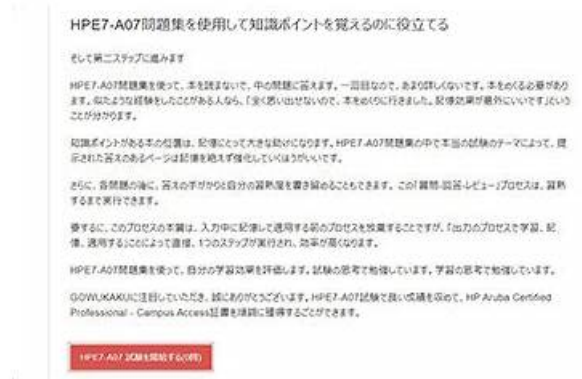 HPE7-A07問題集を使用して知識ポイントを覚えるのに役立てる
そして第二ステップに進みます
HPE7-A07問題集を使って、本を読まないで、中の問題に答えます。一回目なので、あまり詳しくないです。本をめくる必要があり
ます。似たような経験をしたことがある人なら、「全く思い出せないので、本をめくりに行きました。記憶効果が意外にいいです」という
ことが分かります。
知識ポイントがある本の位置は、記憶にとって大きな助けになります。HPE7-A07問題集の中で本当の試験のテーマによって、提
示された答えのあるページは記憶を絶えず強化していくほうがいいです。
さらに、各問題の後に、答えの手がかりと自分の習熟度を書き留めることもできます。この「質問-回答-レビュー」プロセスは、習熟
するまで実行できます。
要するに、このプロセスの本質は、入力中に記憶して適用する前のプロセスを放棄することですが、「出力のプロセスで学習、記
憶、適用する」ことによって直接、1つのステップが実行され、効率が高くなります。
HPE7-A07問題集を使って、自分の学習効果を評価します。試験の思考で勉強しています。学習の思考で勉強しています。
GOWUKAKUに注目していただき、誠にありがとうございます。HPE7-A07試験で良い成績を収めて、HP Aruba Certified
Professional - Campus Access証書を順調に獲得することができます。
HPE7-A07 試験を開始する(0問)